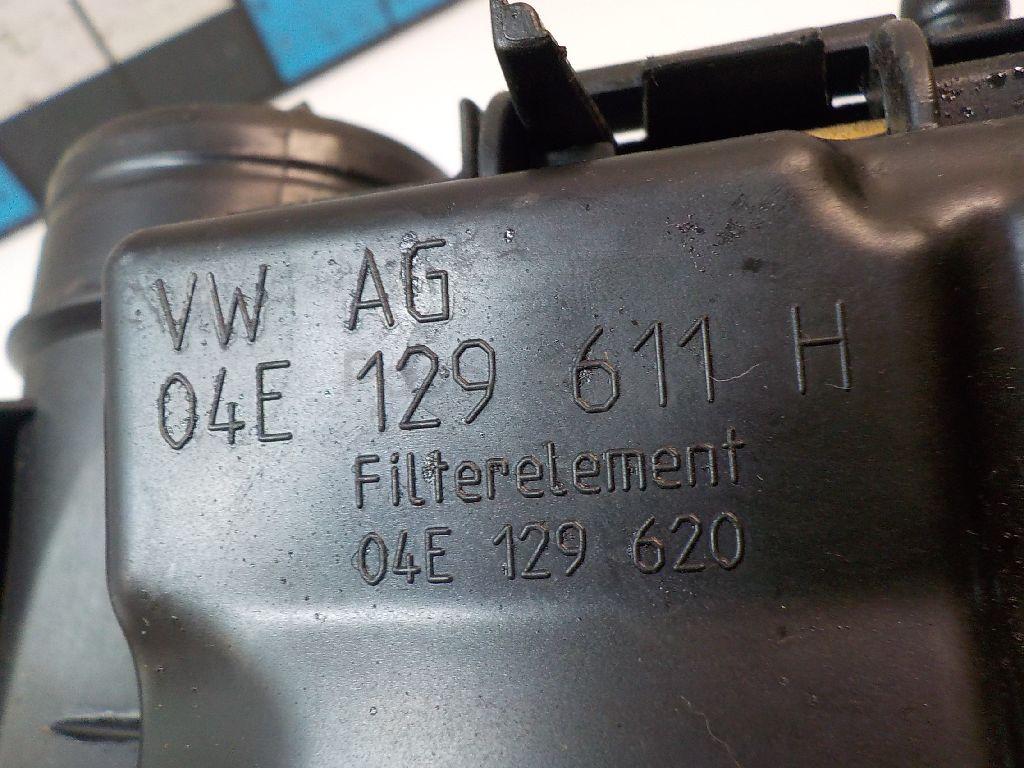 VW AG
04E 129 611 H
Filterelement
04E 129 620